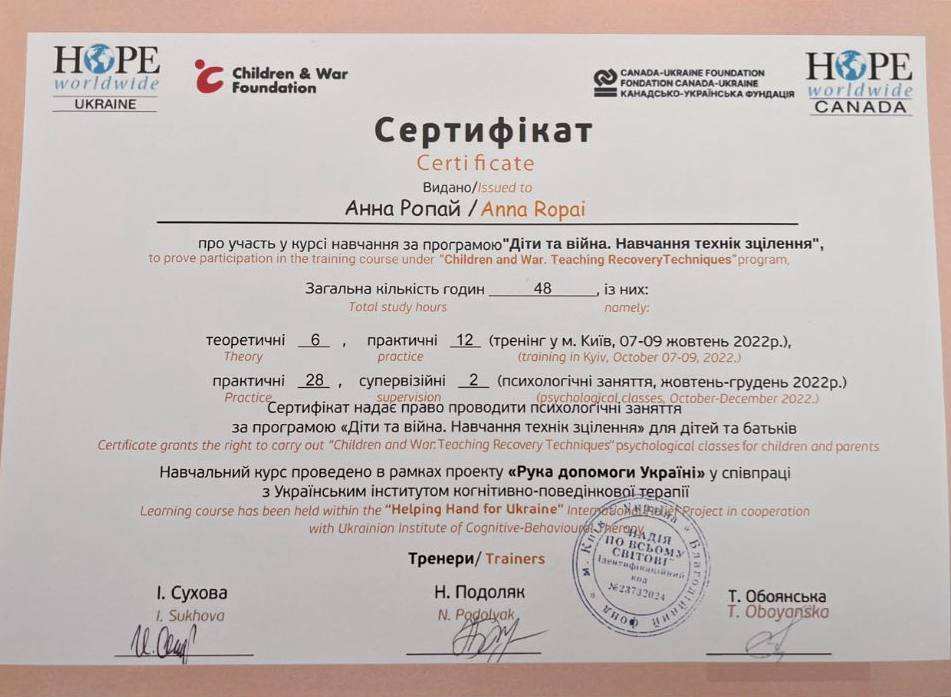 HOPE
worldwide
UKRAINE
Children & War
Foundation
CANADA-UKRAINE FOUNDATION
FONDATION CANADA-UKRAINE
КАНАДСЬКО-УКРАЇНСЬКА ФУНДАЦІЯ
HOPE
worldwide
CANADA
Сертифікат
Certificate
Видано/Issued to
Анна Ропай / Anna Ropai
про участь у курсі навчання за програмою"Діти та війна. Навчання технік зцілення",
to prove participation in the training course under "Children and War. Teaching RecoveryTechniques"program,
Загальна кількість годин 48, із них:
Total study hours namely:
теоретичні 6 , практичні 12 (тренінг у м. Київ, 07-09 жовтень 2022р.),
Theory practice (training in Kyiv, October 07-09, 2022.)
практичні 28 , супервізійні 2 (психологічні заняття, жовтень-грудень 2022р.)
Practice supervision (psychological classes, October-December 2022.)
Сертифікат надає право проводити психологічні заняття
за програмою «Діти та війна. Навчання технік зцілення» для дітей та батьків
Certificate grants the right to carry out "Children and War. Teaching Recovery Techniques" psychological classes for children and parents
Навчальний курс проведено в рамках проекту «Рука допомоги Україні» у співпраці
з Українським інститутом когнітивно-поведінкової терапії
Learning course has been held within the "Helping Hand for Ukraine" International Relief Project in cooperation
with Ukrainian Institute of Cognitive-Behavioural Therapy
Тренери/ Trainers
І. Сухова
I. Sukhova
Н. Подоляк
N. Podolyak
Т. Обоянська
T. Oboyanska
м. Київ Україна Благодійний фонд
"НАДІЯ
ПО ВСЬОМУ
СВІТОВІ"
Ідентифікаційний
код
№23732024